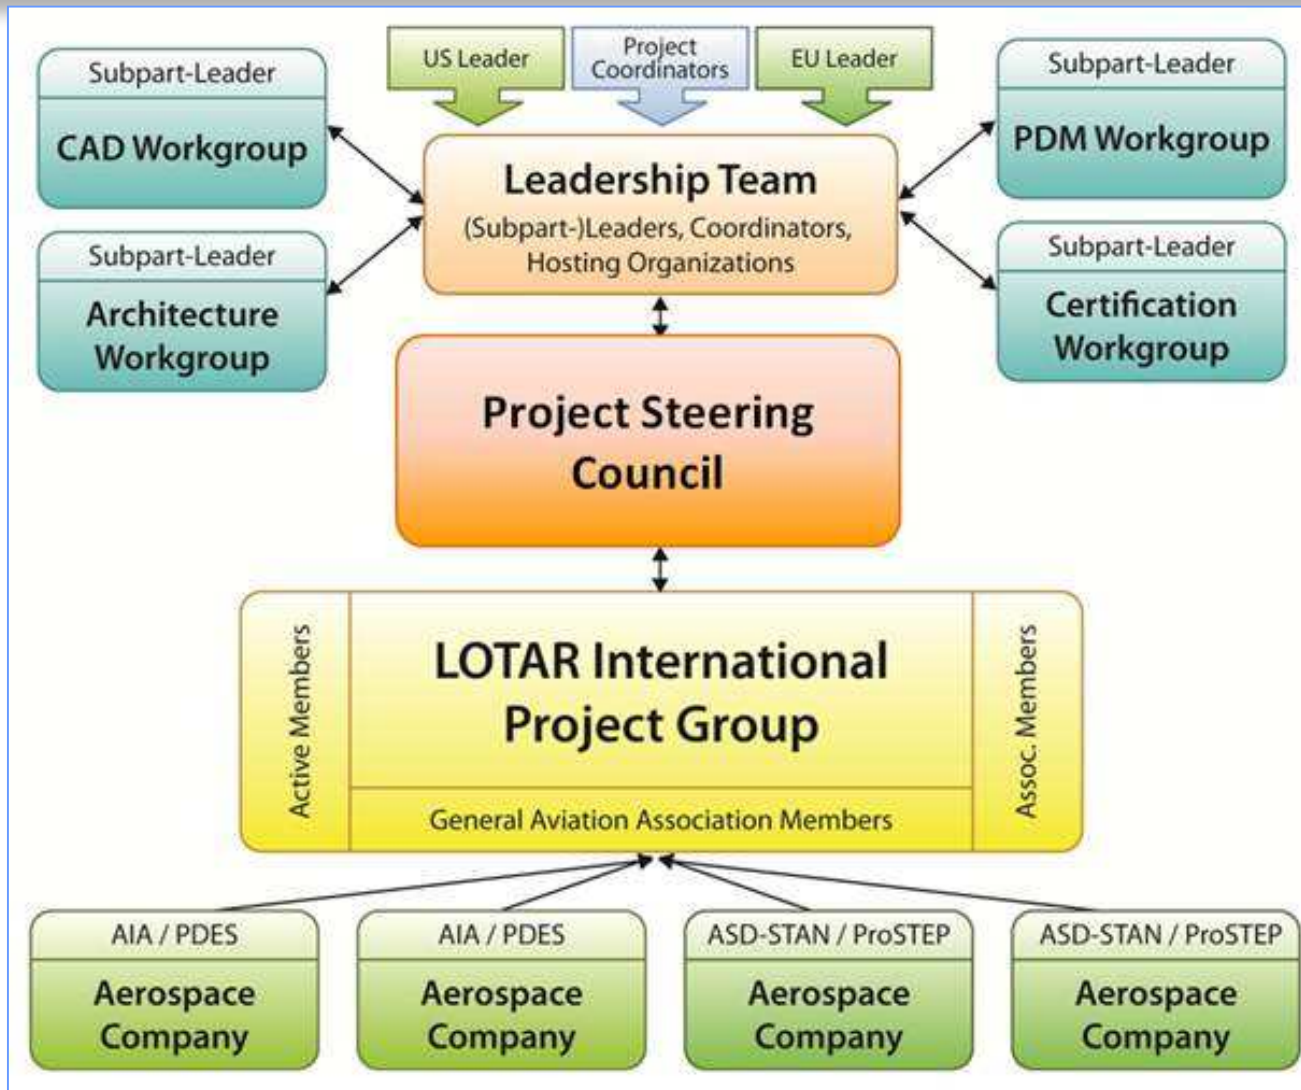 US Leader
Project
Coordinators
EU Leader
Subpart-Leader
CAD Workgroup
Subpart-Leader
Architecture
Workgroup
Leadership Team
(Subpart-)Leaders, Coordinators,
Hosting Organizations
Subpart-Leader
PDM Workgroup
Subpart-Leader
Certification
Workgroup
Project Steering
Council
Active Members
LOTAR International
Project Group
General Aviation Association Members
Assoc. Members
AIA / PDES
Aerospace
Company
AIA / PDES
Aerospace
Company
ASD-STAN / ProSTEP
Aerospace
Company
ASD-STAN / ProSTEP
Aerospace
Company